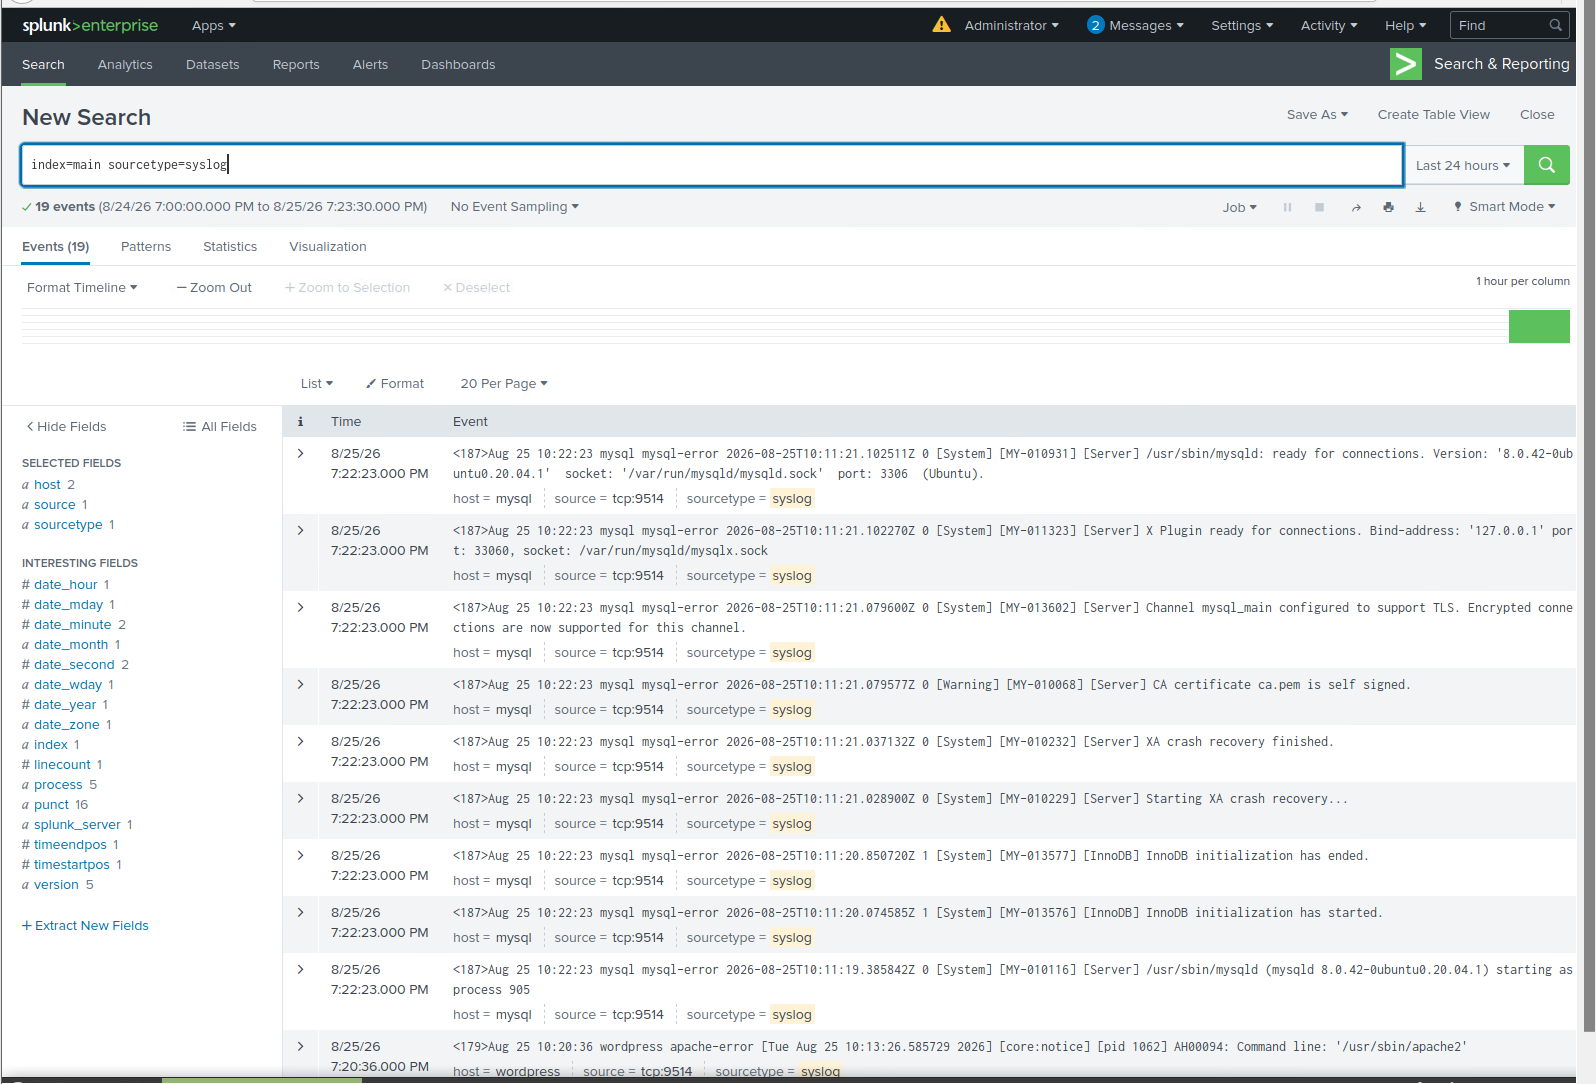 splunk>enterprise Apps Administrator 2 Messages Settings Activity Help Find
Search Analytics Datasets Reports Alerts Dashboards Search & Reporting
New Search Save As Create Table View Close
index=main sourcetype=syslog Last 24 hours
19 events (8/24/26 7:00:00.000 PM to 8/25/26 7:23:30.000 PM) No Event Sampling Job Smart Mode
Events (19) Patterns Statistics Visualization
Format Timeline — Zoom Out + Zoom to Selection × Deselect 1 hour per column
List Format 20 Per Page
< Hide Fields All Fields
SELECTED FIELDS
a host 2
a source 1
a sourcetype 1
INTERESTING FIELDS
# date_hour 1
# date_mday 1
# date_minute 2
a date_month 1
# date_second 2
a date_wday 1
# date_year 1
a date_zone 1
a index 1
# linecount 1
a process 5
a punct 16
a splunk_server 1
# timeendpos 1
# timestartpos 1
a version 5
+ Extract New Fields
i Time Event
8/25/26 <187>Aug 25 10:22:23 mysql mysql-error 2026-08-25T10:11:21.102511Z 0 [System] [MY-010931] [Server] /usr/sbin/mysqld: ready for connections. Version: '8.0.42-0ub
7:22:23.000 PM untu0.20.04.1' socket: '/var/run/mysqld/mysqld.sock' port: 3306 (Ubuntu).
host = mysql source = tcp:9514 sourcetype = syslog
8/25/26 <187>Aug 25 10:22:23 mysql mysql-error 2026-08-25T10:11:21.102270Z 0 [System] [MY-011323] [Server] X Plugin ready for connections. Bind-address: '127.0.0.1' por
7:22:23.000 PM t: 33060, socket: /var/run/mysqld/mysqlx.sock
host = mysql source = tcp:9514 sourcetype = syslog
8/25/26 <187>Aug 25 10:22:23 mysql mysql-error 2026-08-25T10:11:21.079600Z 0 [System] [MY-013602] [Server] Channel mysql_main configured to support TLS. Encrypted conne
7:22:23.000 PM ctions are now supported for this channel.
host = mysql source = tcp:9514 sourcetype = syslog
8/25/26 <187>Aug 25 10:22:23 mysql mysql-error 2026-08-25T10:11:21.079577Z 0 [Warning] [MY-010068] [Server] CA certificate ca.pem is self signed.
7:22:23.000 PM host = mysql source = tcp:9514 sourcetype = syslog
8/25/26 <187>Aug 25 10:22:23 mysql mysql-error 2026-08-25T10:11:21.037132Z 0 [System] [MY-010232] [Server] XA crash recovery finished.
7:22:23.000 PM host = mysql source = tcp:9514 sourcetype = syslog
8/25/26 <187>Aug 25 10:22:23 mysql mysql-error 2026-08-25T10:11:21.028900Z 0 [System] [MY-010229] [Server] Starting XA crash recovery...
7:22:23.000 PM host = mysql source = tcp:9514 sourcetype = syslog
8/25/26 <187>Aug 25 10:22:23 mysql mysql-error 2026-08-25T10:11:20.850720Z 1 [System] [MY-013577] [InnoDB] InnoDB initialization has ended.
7:22:23.000 PM host = mysql source = tcp:9514 sourcetype = syslog
8/25/26 <187>Aug 25 10:22:23 mysql mysql-error 2026-08-25T10:11:20.074585Z 1 [System] [MY-013576] [InnoDB] InnoDB initialization has started.
7:22:23.000 PM host = mysql source = tcp:9514 sourcetype = syslog
8/25/26 <187>Aug 25 10:22:23 mysql mysql-error 2026-08-25T10:11:19.385842Z 0 [System] [MY-010116] [Server] /usr/sbin/mysqld (mysqld 8.0.42-0ubuntu0.20.04.1) starting as
7:22:23.000 PM process 905
host = mysql source = tcp:9514 sourcetype = syslog
8/25/26 <179>Aug 25 10:20:36 wordpress apache-error [Tue Aug 25 10:13:26.585729 2026] [core:notice] [pid 1062] AH00094: Command line: '/usr/sbin/apache2'
7:20:36.000 PM host = wordpress source = tcp:9514 sourcetype = syslog